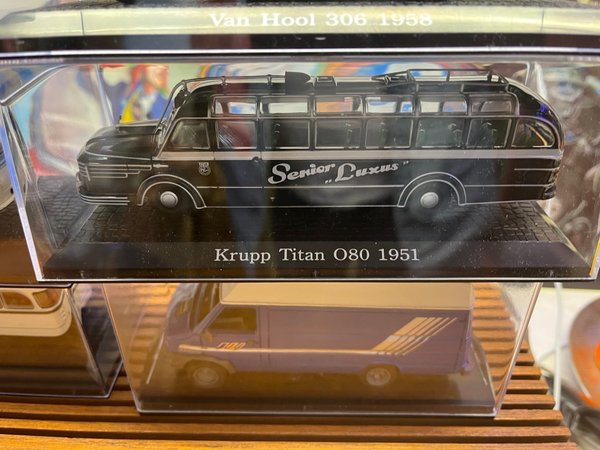 Van Hool 306 1958
Senior „Luxus"
Krupp Titan O80 1951